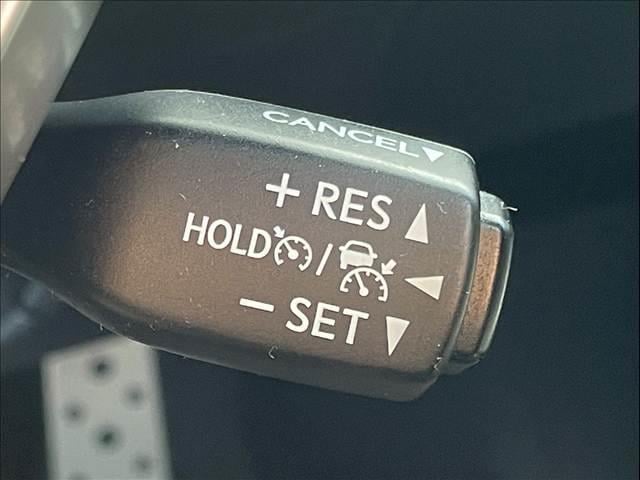 CANCEL▼
+ RES ▲
HOLD / ◀
− SET ▼